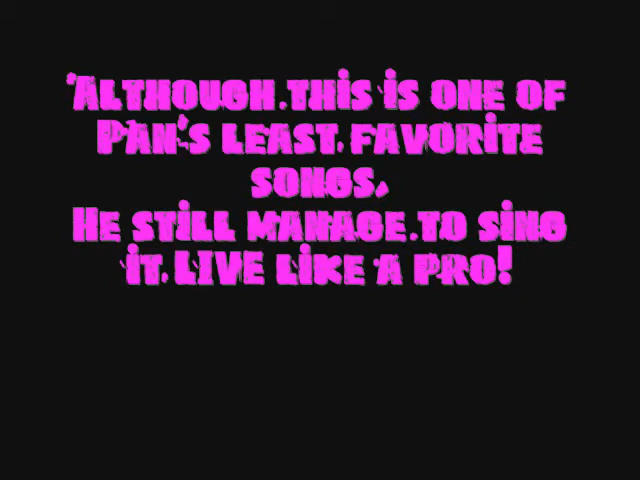 Although this is one of
Pan's least favorite
songs,
He still manage to sing
it LIVE like a pro!